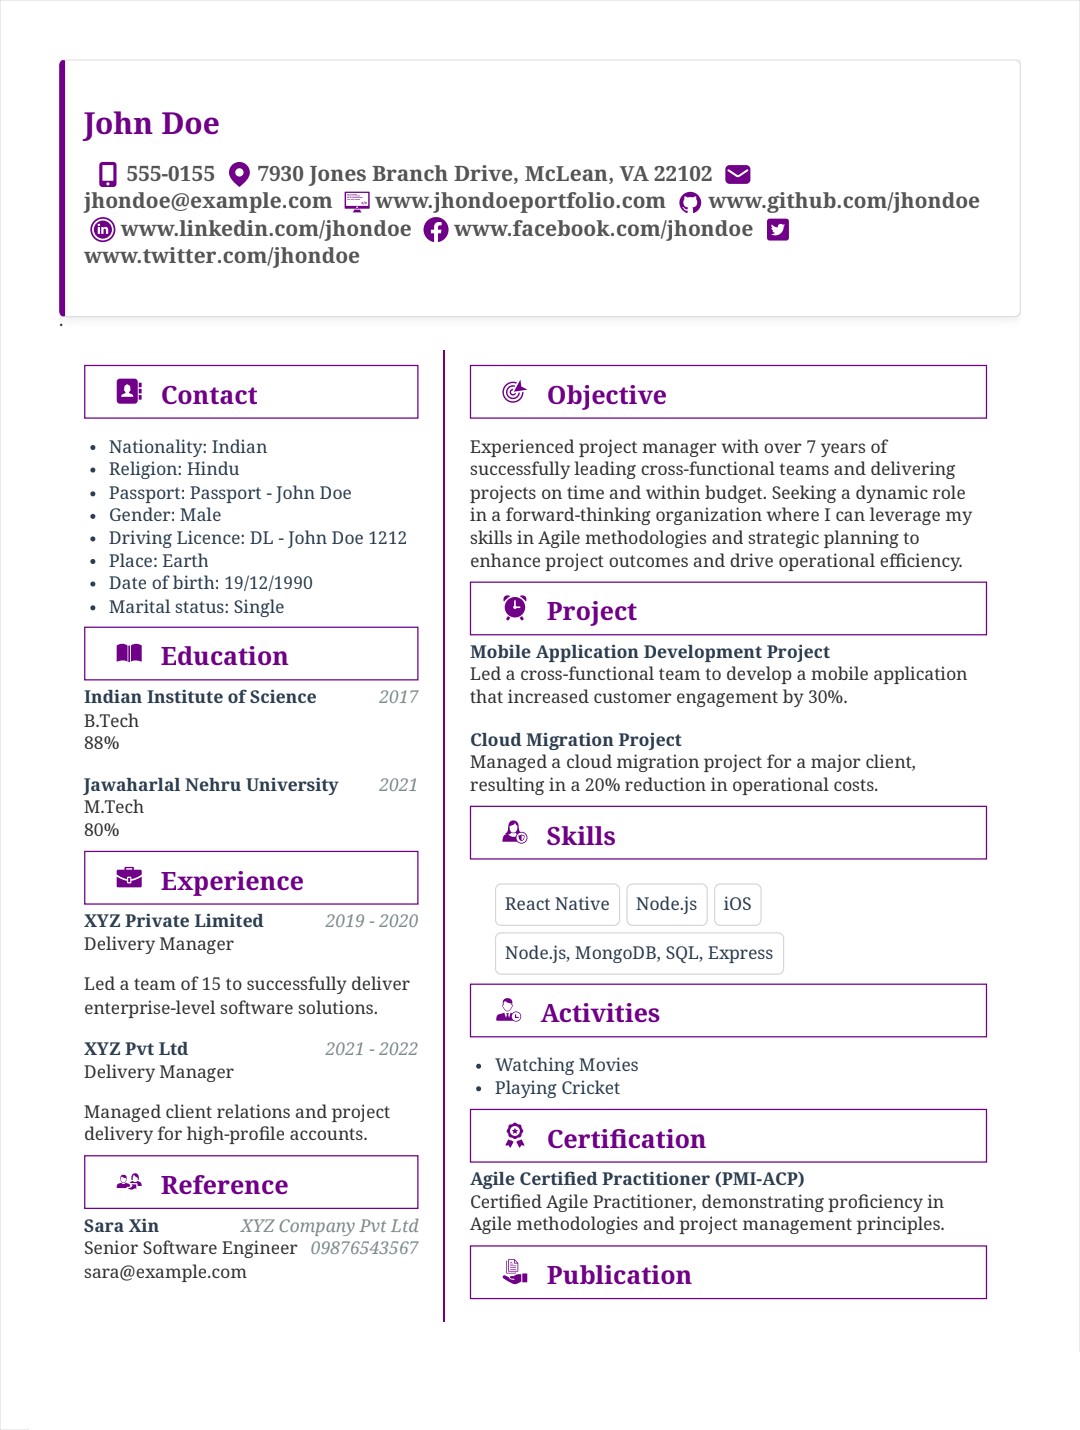 John Doe
555-0155 7930 Jones Branch Drive, McLean, VA 22102
jhondoe@example.com www.jhondoeportfolio.com www.github.com/jhondoe
www.linkedin.com/jhondoe www.facebook.com/jhondoe
www.twitter.com/jhondoe
.
Contact
• Nationality: Indian
• Religion: Hindu
• Passport: Passport - John Doe
• Gender: Male
• Driving Licence: DL - John Doe 1212
• Place: Earth
• Date of birth: 19/12/1990
• Marital status: Single
Education
Indian Institute of Science 2017
B.Tech
88%
Jawaharlal Nehru University 2021
M.Tech
80%
Experience
XYZ Private Limited 2019 - 2020
Delivery Manager
Led a team of 15 to successfully deliver
enterprise-level software solutions.
XYZ Pvt Ltd 2021 - 2022
Delivery Manager
Managed client relations and project
delivery for high-profile accounts.
Reference
Sara Xin XYZ Company Pvt Ltd
Senior Software Engineer 09876543567
sara@example.com
Objective
Experienced project manager with over 7 years of
successfully leading cross-functional teams and delivering
projects on time and within budget. Seeking a dynamic role
in a forward-thinking organization where I can leverage my
skills in Agile methodologies and strategic planning to
enhance project outcomes and drive operational efficiency.
Project
Mobile Application Development Project
Led a cross-functional team to develop a mobile application
that increased customer engagement by 30%.
Cloud Migration Project
Managed a cloud migration project for a major client,
resulting in a 20% reduction in operational costs.
Skills
React Native Node.js iOS
Node.js, MongoDB, SQL, Express
Activities
• Watching Movies
• Playing Cricket
Certification
Agile Certified Practitioner (PMI-ACP)
Certified Agile Practitioner, demonstrating proficiency in
Agile methodologies and project management principles.
Publication